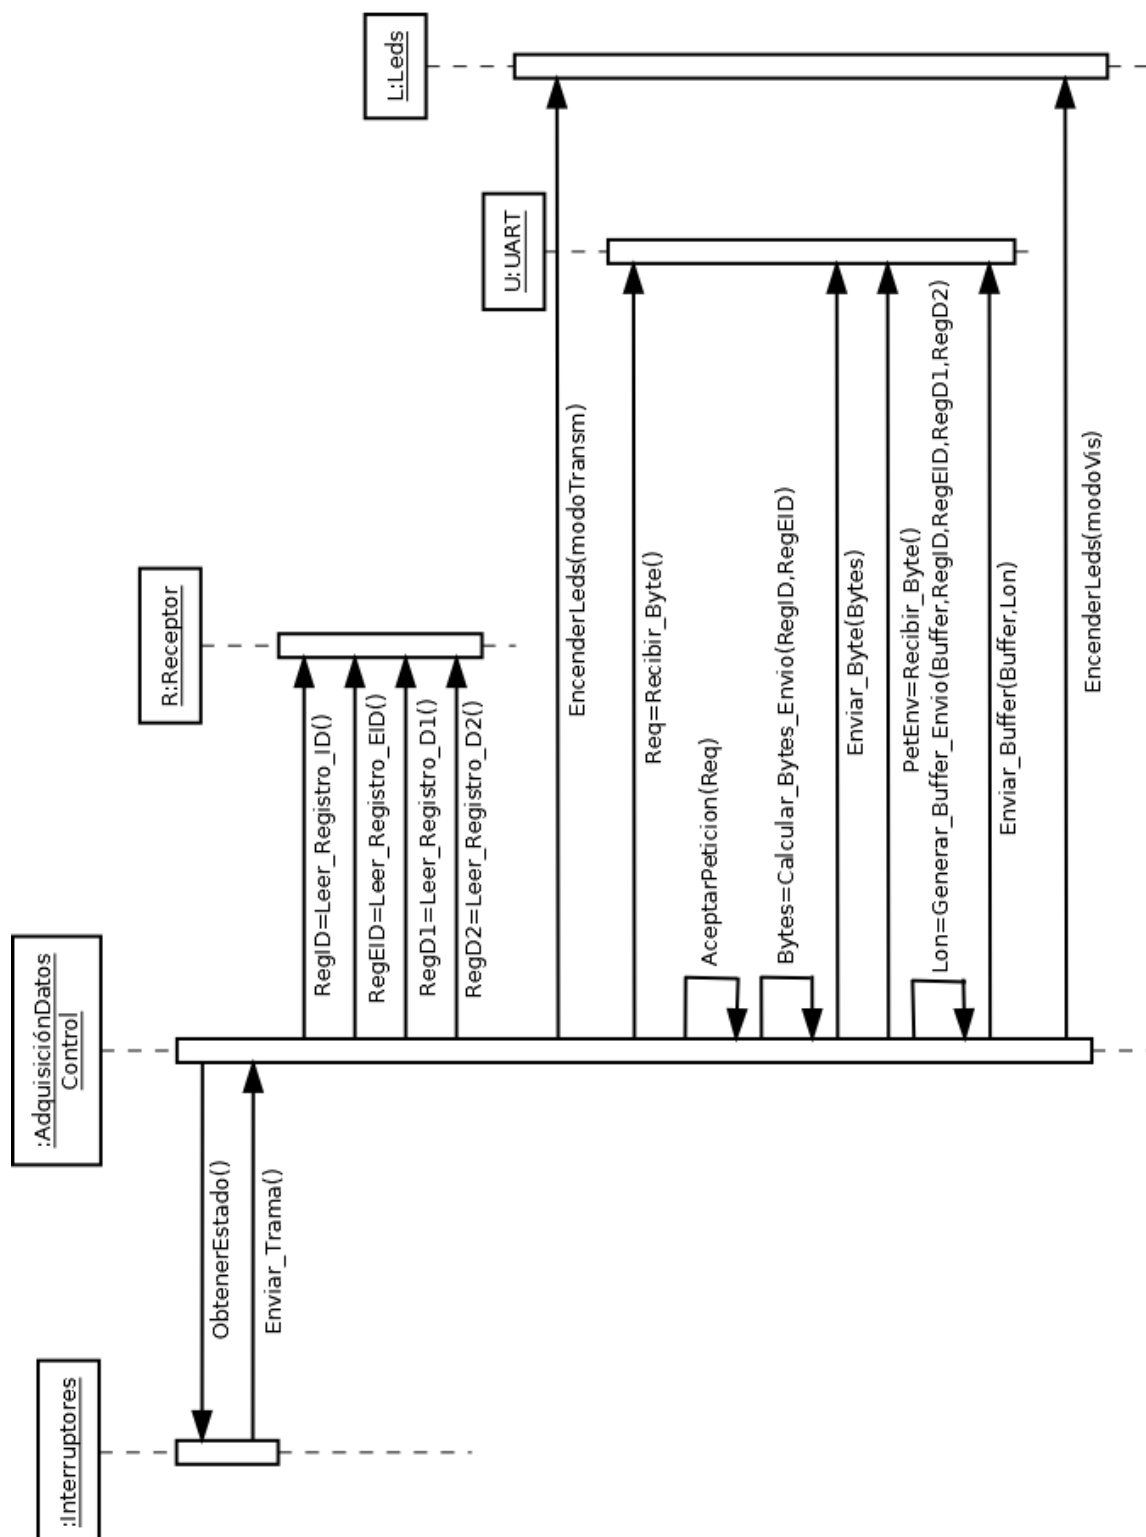 :Interruptores
:AdquisiciónDatos
Control
R:Receptor
U:UART
L:Leds
ObtenerEstado()
Enviar_Trama()
RegID=Leer_Registro_ID()
RegEID=Leer_Registro_EID()
RegD1=Leer_Registro_D1()
RegD2=Leer_Registro_D2()
EncenderLeds(modoTransm)
Req=Recibir_Byte()
AceptarPeticion(Req)
Bytes=Calcular_Bytes_Envio(RegID,RegEID)
Enviar_Byte(Bytes)
PetEnv=Recibir_Byte()
Lon=Generar_Buffer_Envio(Buffer,RegID,RegEID,RegD1,RegD2)
Enviar_Buffer(Buffer,Lon)
EncenderLeds(modoVis)